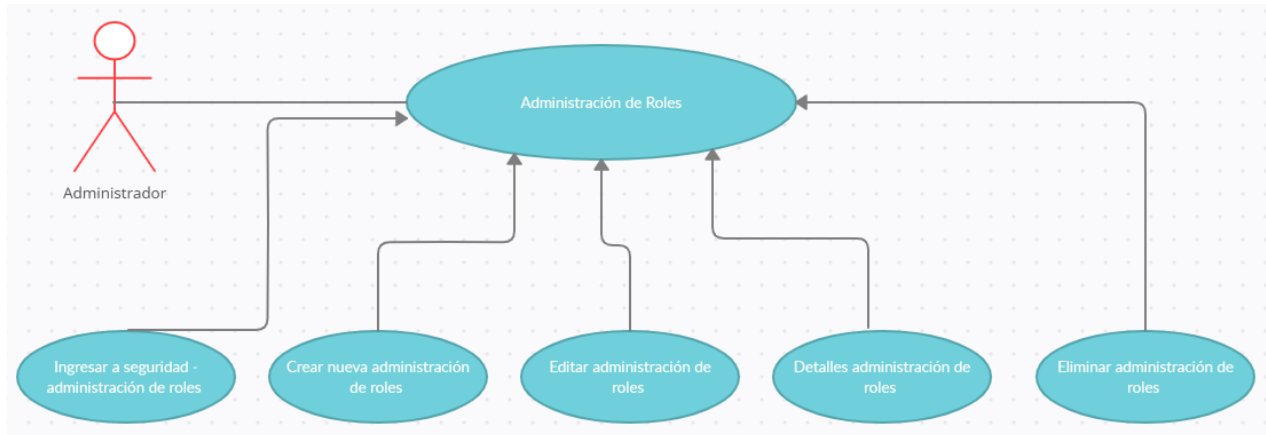 Administración de Roles
Administrador
Ingresar a seguridad -
administración de roles
Crear nueva administración
de roles
Editar administración de
roles
Detalles administración de
roles
Eliminar administración de
roles